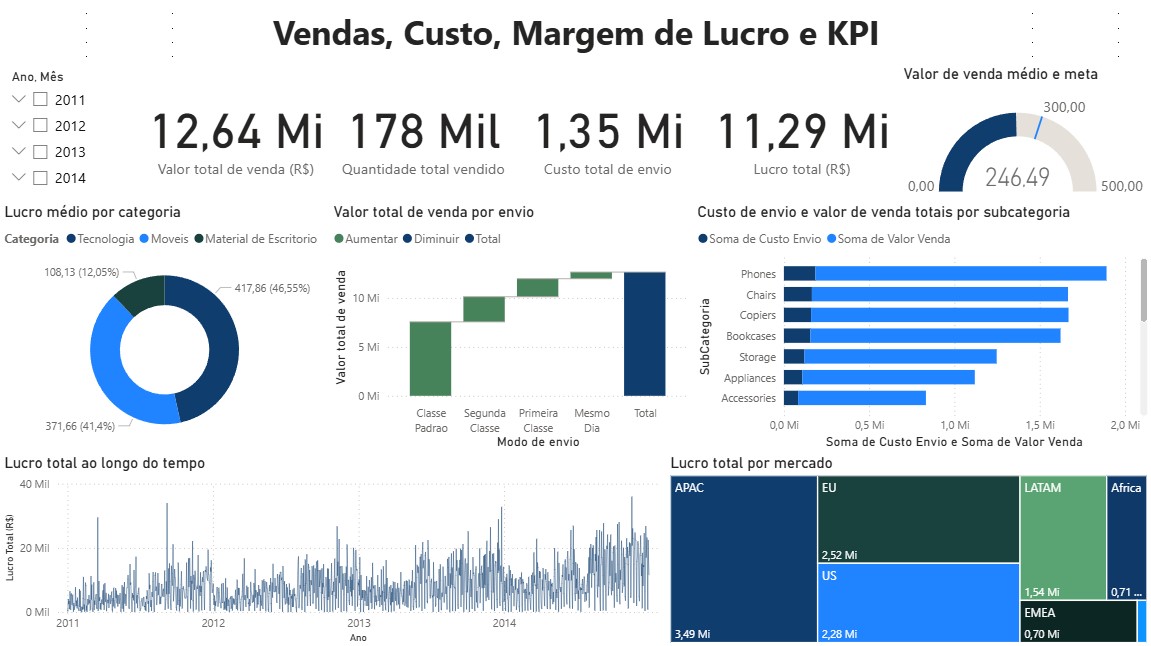 Vendas, Custo, Margem de Lucro e KPI
Ano, Mês
2011
2012
2013
2014
12,64 Mi
Valor total de venda (R$)
178 Mil
Quantidade total vendido
1,35 Mi
Custo total de envio
11,29 Mi
Lucro total (R$)
Valor de venda médio e meta
300,00
246,49
0,00
500,00
Lucro médio por categoria
Categoria Tecnologia Moveis Material de Escritorio
108,13 (12,05%)
417,86 (46,55%)
371,66 (41,4%)
Valor total de venda por envio
Aumentar Diminuir Total
Valor total de venda
10 Mi
5 Mi
0 Mi
Classe Padrao
Segunda Classe
Primeira Classe
Mesmo Dia
Total
Modo de envio
Custo de envio e valor de venda totais por subcategoria
Soma de Custo Envio Soma de Valor Venda
SubCategoria
Phones
Chairs
Copiers
Bookcases
Storage
Appliances
Accessories
0,0 Mi 0,5 Mi 1,0 Mi 1,5 Mi 2,0 Mi
Soma de Custo Envio e Soma de Valor Venda
Lucro total ao longo do tempo
Lucro Total (R$)
40 Mil
20 Mil
0 Mil
2011 2012 2013 2014
Ano
Lucro total por mercado
APAC
3,49 Mi
EU
2,52 Mi
US
2,28 Mi
LATAM
1,54 Mi
Africa
0,71 ...
EMEA
0,70 Mi